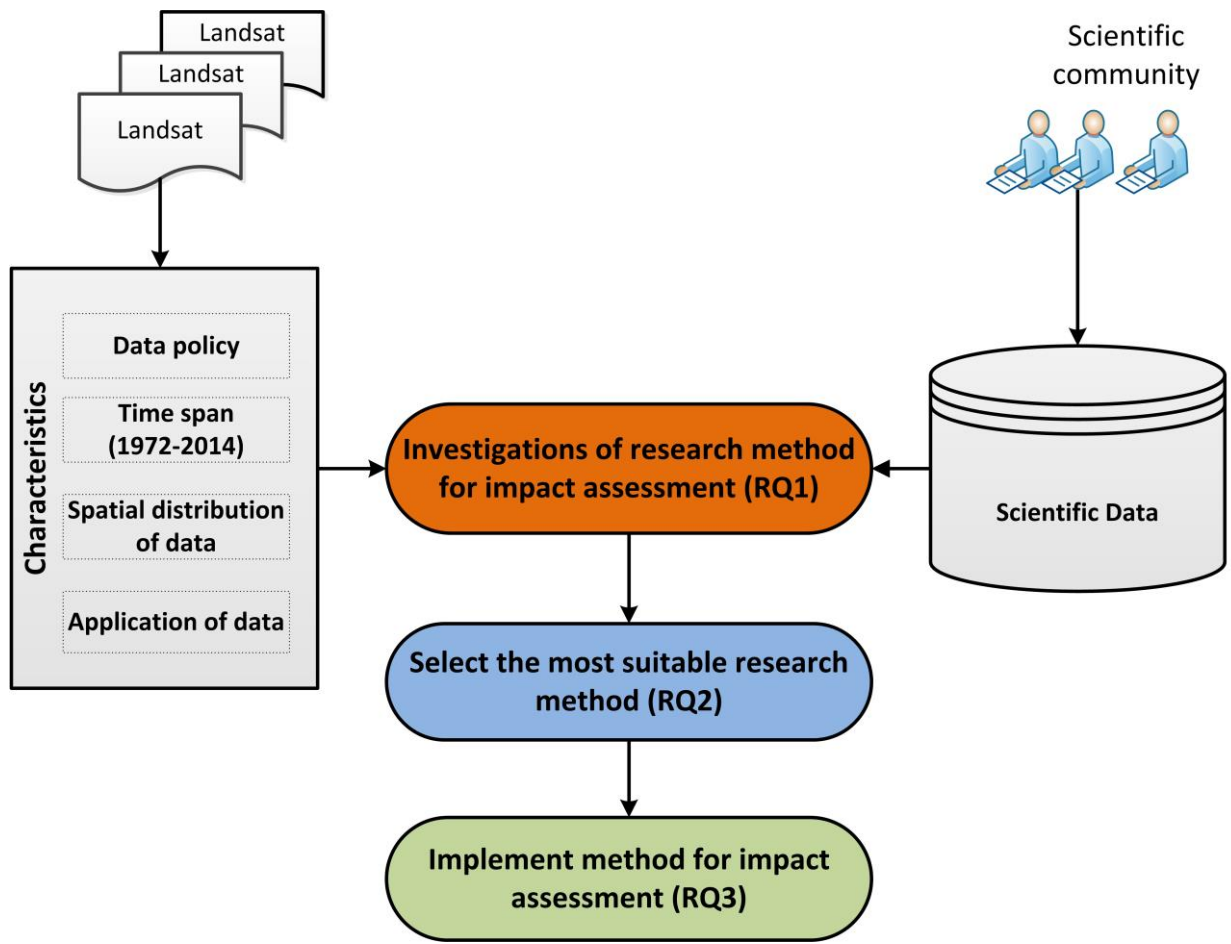 Landsat
Landsat
Landsat
Scientific
community
Characteristics
Data policy
Time span
(1972-2014)
Spatial distribution
of data
Application of data
Investigations of research method
for impact assessment (RQ1)
Scientific Data
Select the most suitable research
method (RQ2)
Implement method for impact
assessment (RQ3)